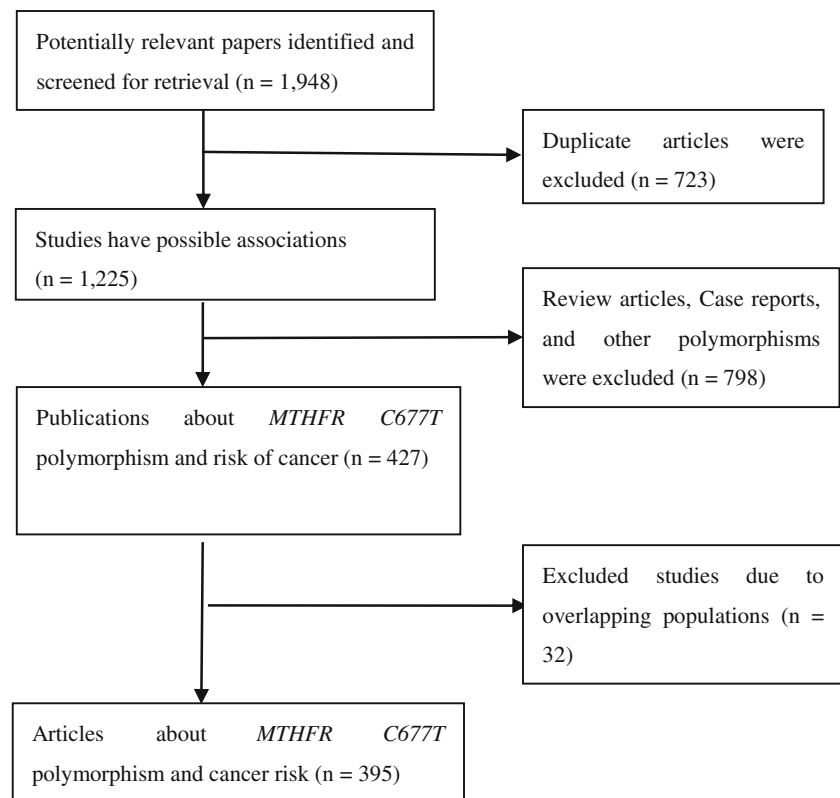 Potentially relevant papers identified and
screened for retrieval (n = 1,948)
Duplicate articles were
excluded (n = 723)
Studies have possible associations
(n = 1,225)
Review articles, Case reports,
and other polymorphisms
were excluded (n = 798)
Publications about MTHFR C677T
polymorphism and risk of cancer (n = 427)
Excluded studies due to
overlapping populations (n =
32)
Articles about MTHFR C677T
polymorphism and cancer risk (n = 395)